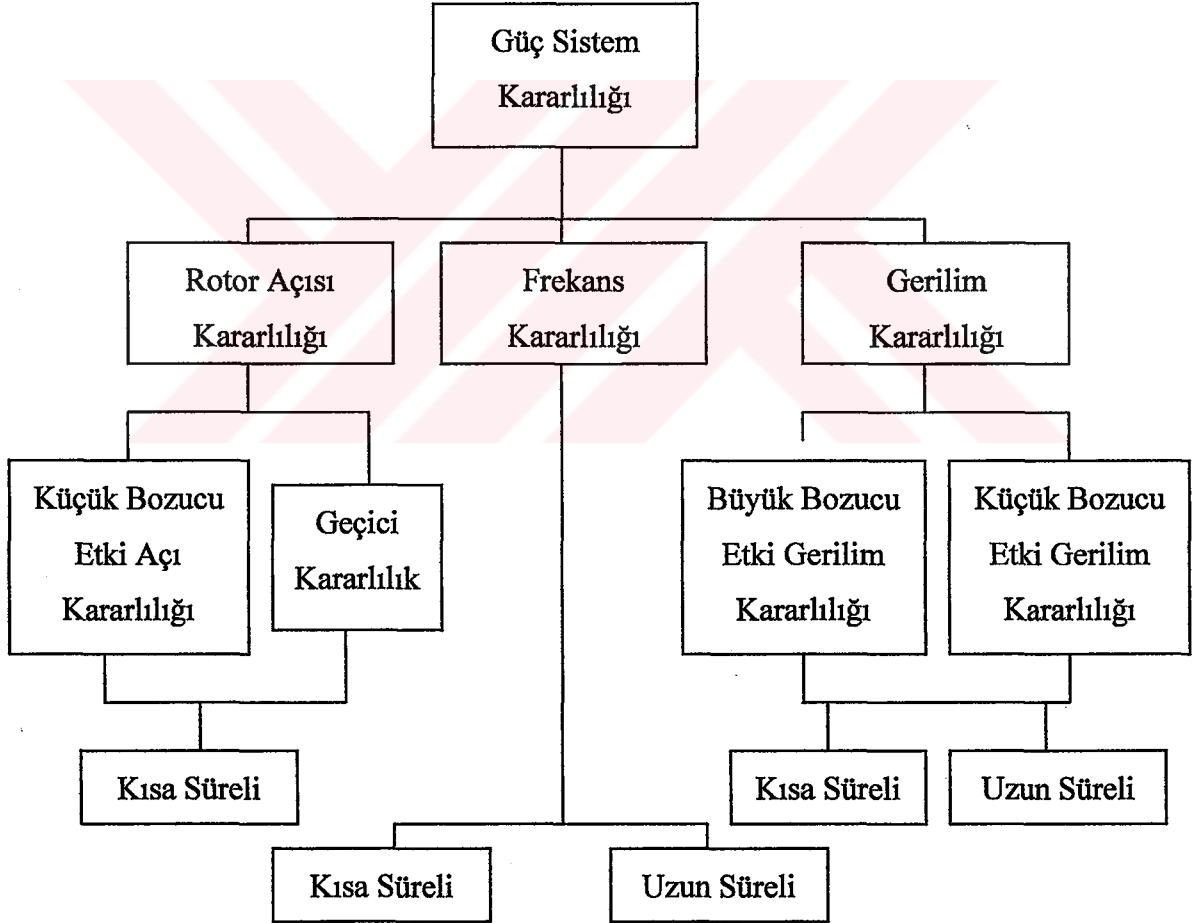 Güç Sistem
Kararlılığı
Rotor Açısı
Kararlılığı
Frekans
Kararlılığı
Gerilim
Kararlılığı
Küçük Bozucu
Etki Açı
Kararlılığı
Geçici
Kararlılık
Büyük Bozucu
Etki Gerilim
Kararlılığı
Küçük Bozucu
Etki Gerilim
Kararlılığı
Kısa Süreli
Kısa Süreli
Uzun Süreli
Kısa Süreli
Uzun Süreli